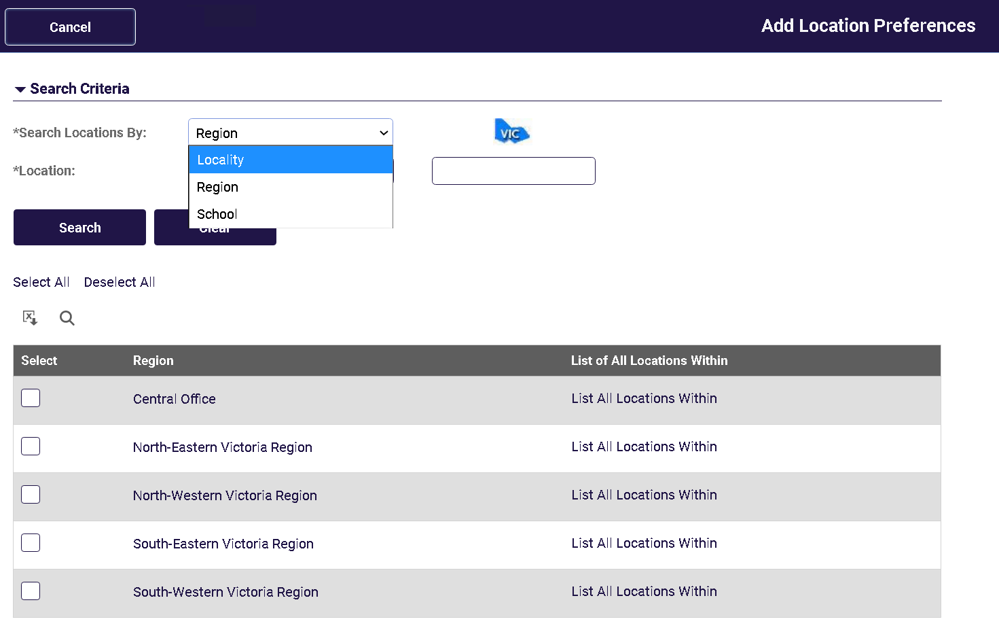 Cancel
Add Location Preferences
Search Criteria
*Search Locations By:
Region
VIC
Locality
*Location:
Region
School
Search
Clear
Select All Deselect All
Select Region List of All Locations Within
Central Office List All Locations Within
North-Eastern Victoria Region List All Locations Within
North-Western Victoria Region List All Locations Within
South-Eastern Victoria Region List All Locations Within
South-Western Victoria Region List All Locations Within